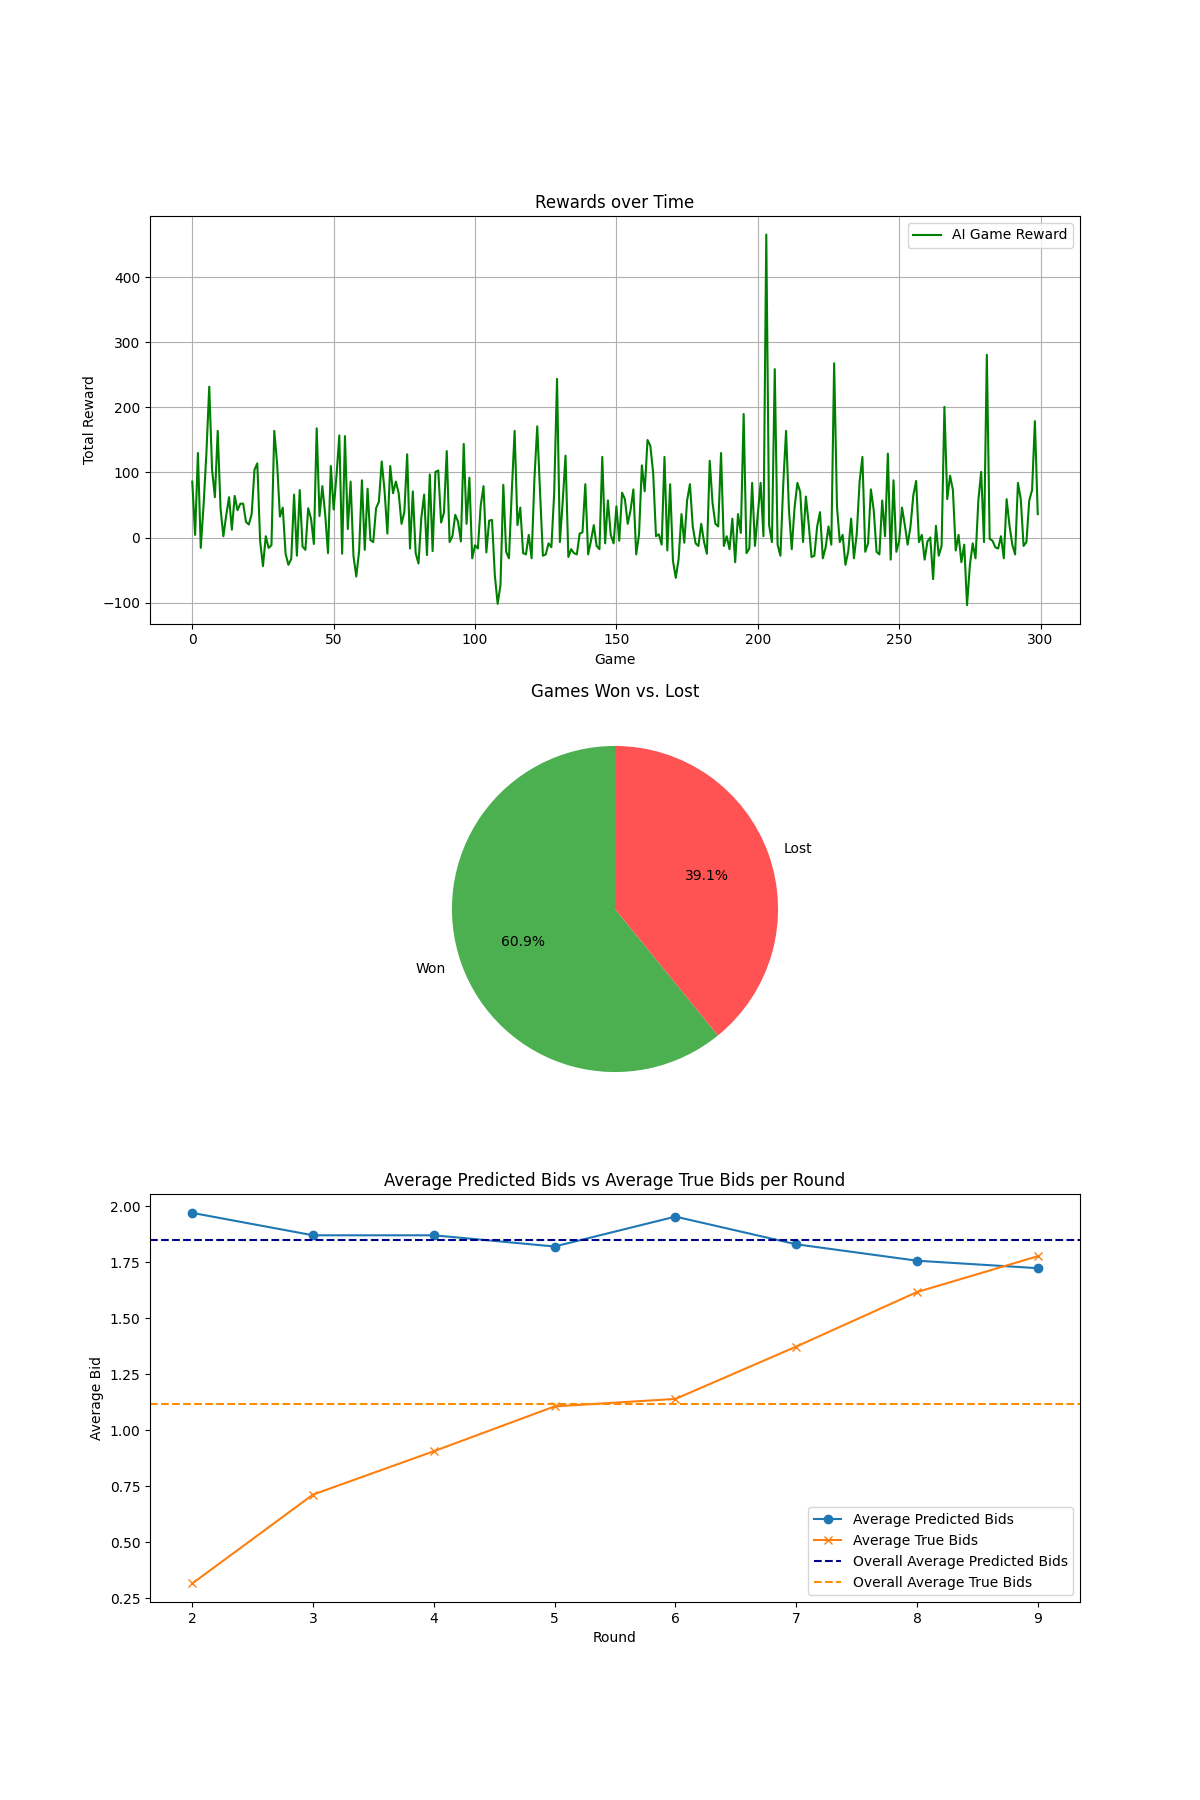 Rewards over Time
AI Game Reward
400
300
200
100
0
−100
Total Reward
0 50 100 150 200 250 300
Game
Games Won vs. Lost
Lost
39.1%
60.9%
Won
Average Predicted Bids vs Average True Bids per Round
2.00
1.75
1.50
1.25
1.00
0.75
0.50
0.25
Average Bid
Average Predicted Bids
Average True Bids
Overall Average Predicted Bids
Overall Average True Bids
2 3 4 5 6 7 8 9
Round